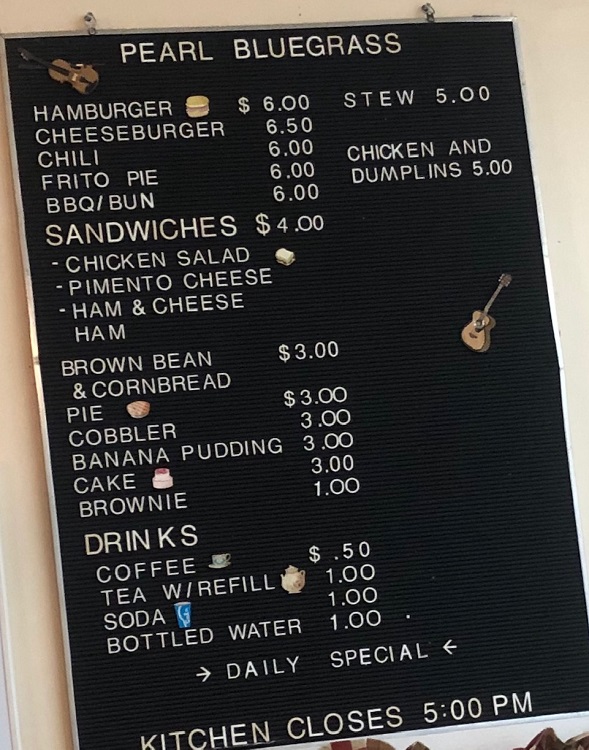 PEARL BLUEGRASS
HAMBURGER $ 6.00
CHEESEBURGER 6.50
CHILI 6.00
FRITO PIE 6.00
BBQ/BUN 6.00
STEW 5.00
CHICKEN AND
DUMPLINS 5.00
SANDWICHES $4.00
-CHICKEN SALAD
-PIMENTO CHEESE
-HAM & CHEESE
HAM
BROWN BEAN $3.00
& CORNBREAD
PIE $3.00
COBBLER 3.00
BANANA PUDDING 3.00
CAKE 3.00
BROWNIE 1.00
DRINKS
COFFEE $ .50
TEA W/REFILL 1.00
SODA 1.00
BOTTLED WATER 1.00 .
→ DAILY SPECIAL ←
KITCHEN CLOSES 5:00 PM